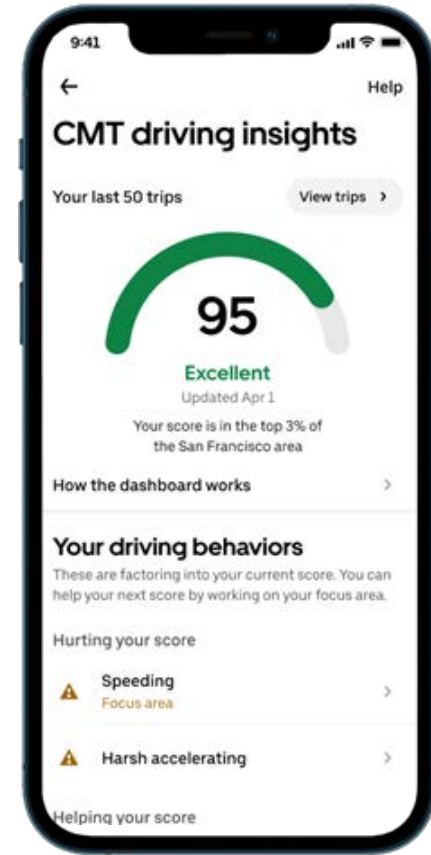 9:41
Help
CMT driving insights
Your last 50 trips
View trips
95
Excellent
Updated Apr 1
Your score is in the top 3% of
the San Francisco area
How the dashboard works
Your driving behaviors
These are factoring into your current score. You can
help your next score by working on your focus area.
Hurting your score
Speeding
Focus area
Harsh accelerating
Helping your score